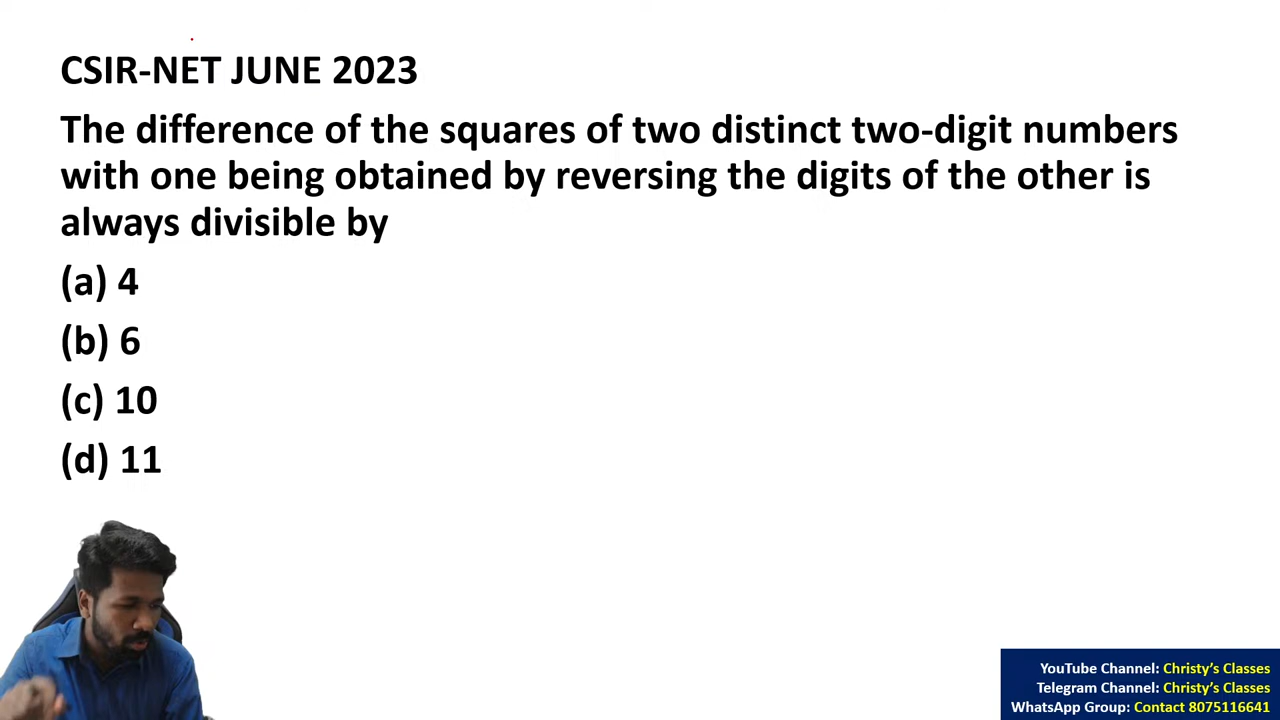 CSIR-NET JUNE 2023
The difference of the squares of two distinct two-digit numbers
with one being obtained by reversing the digits of the other is
always divisible by
(a) 4
(b) 6
(c) 10
(d) 11
YouTube Channel: Christy's Classes
Telegram Channel: Christy's Classes
WhatsApp Group: Contact 8075116641